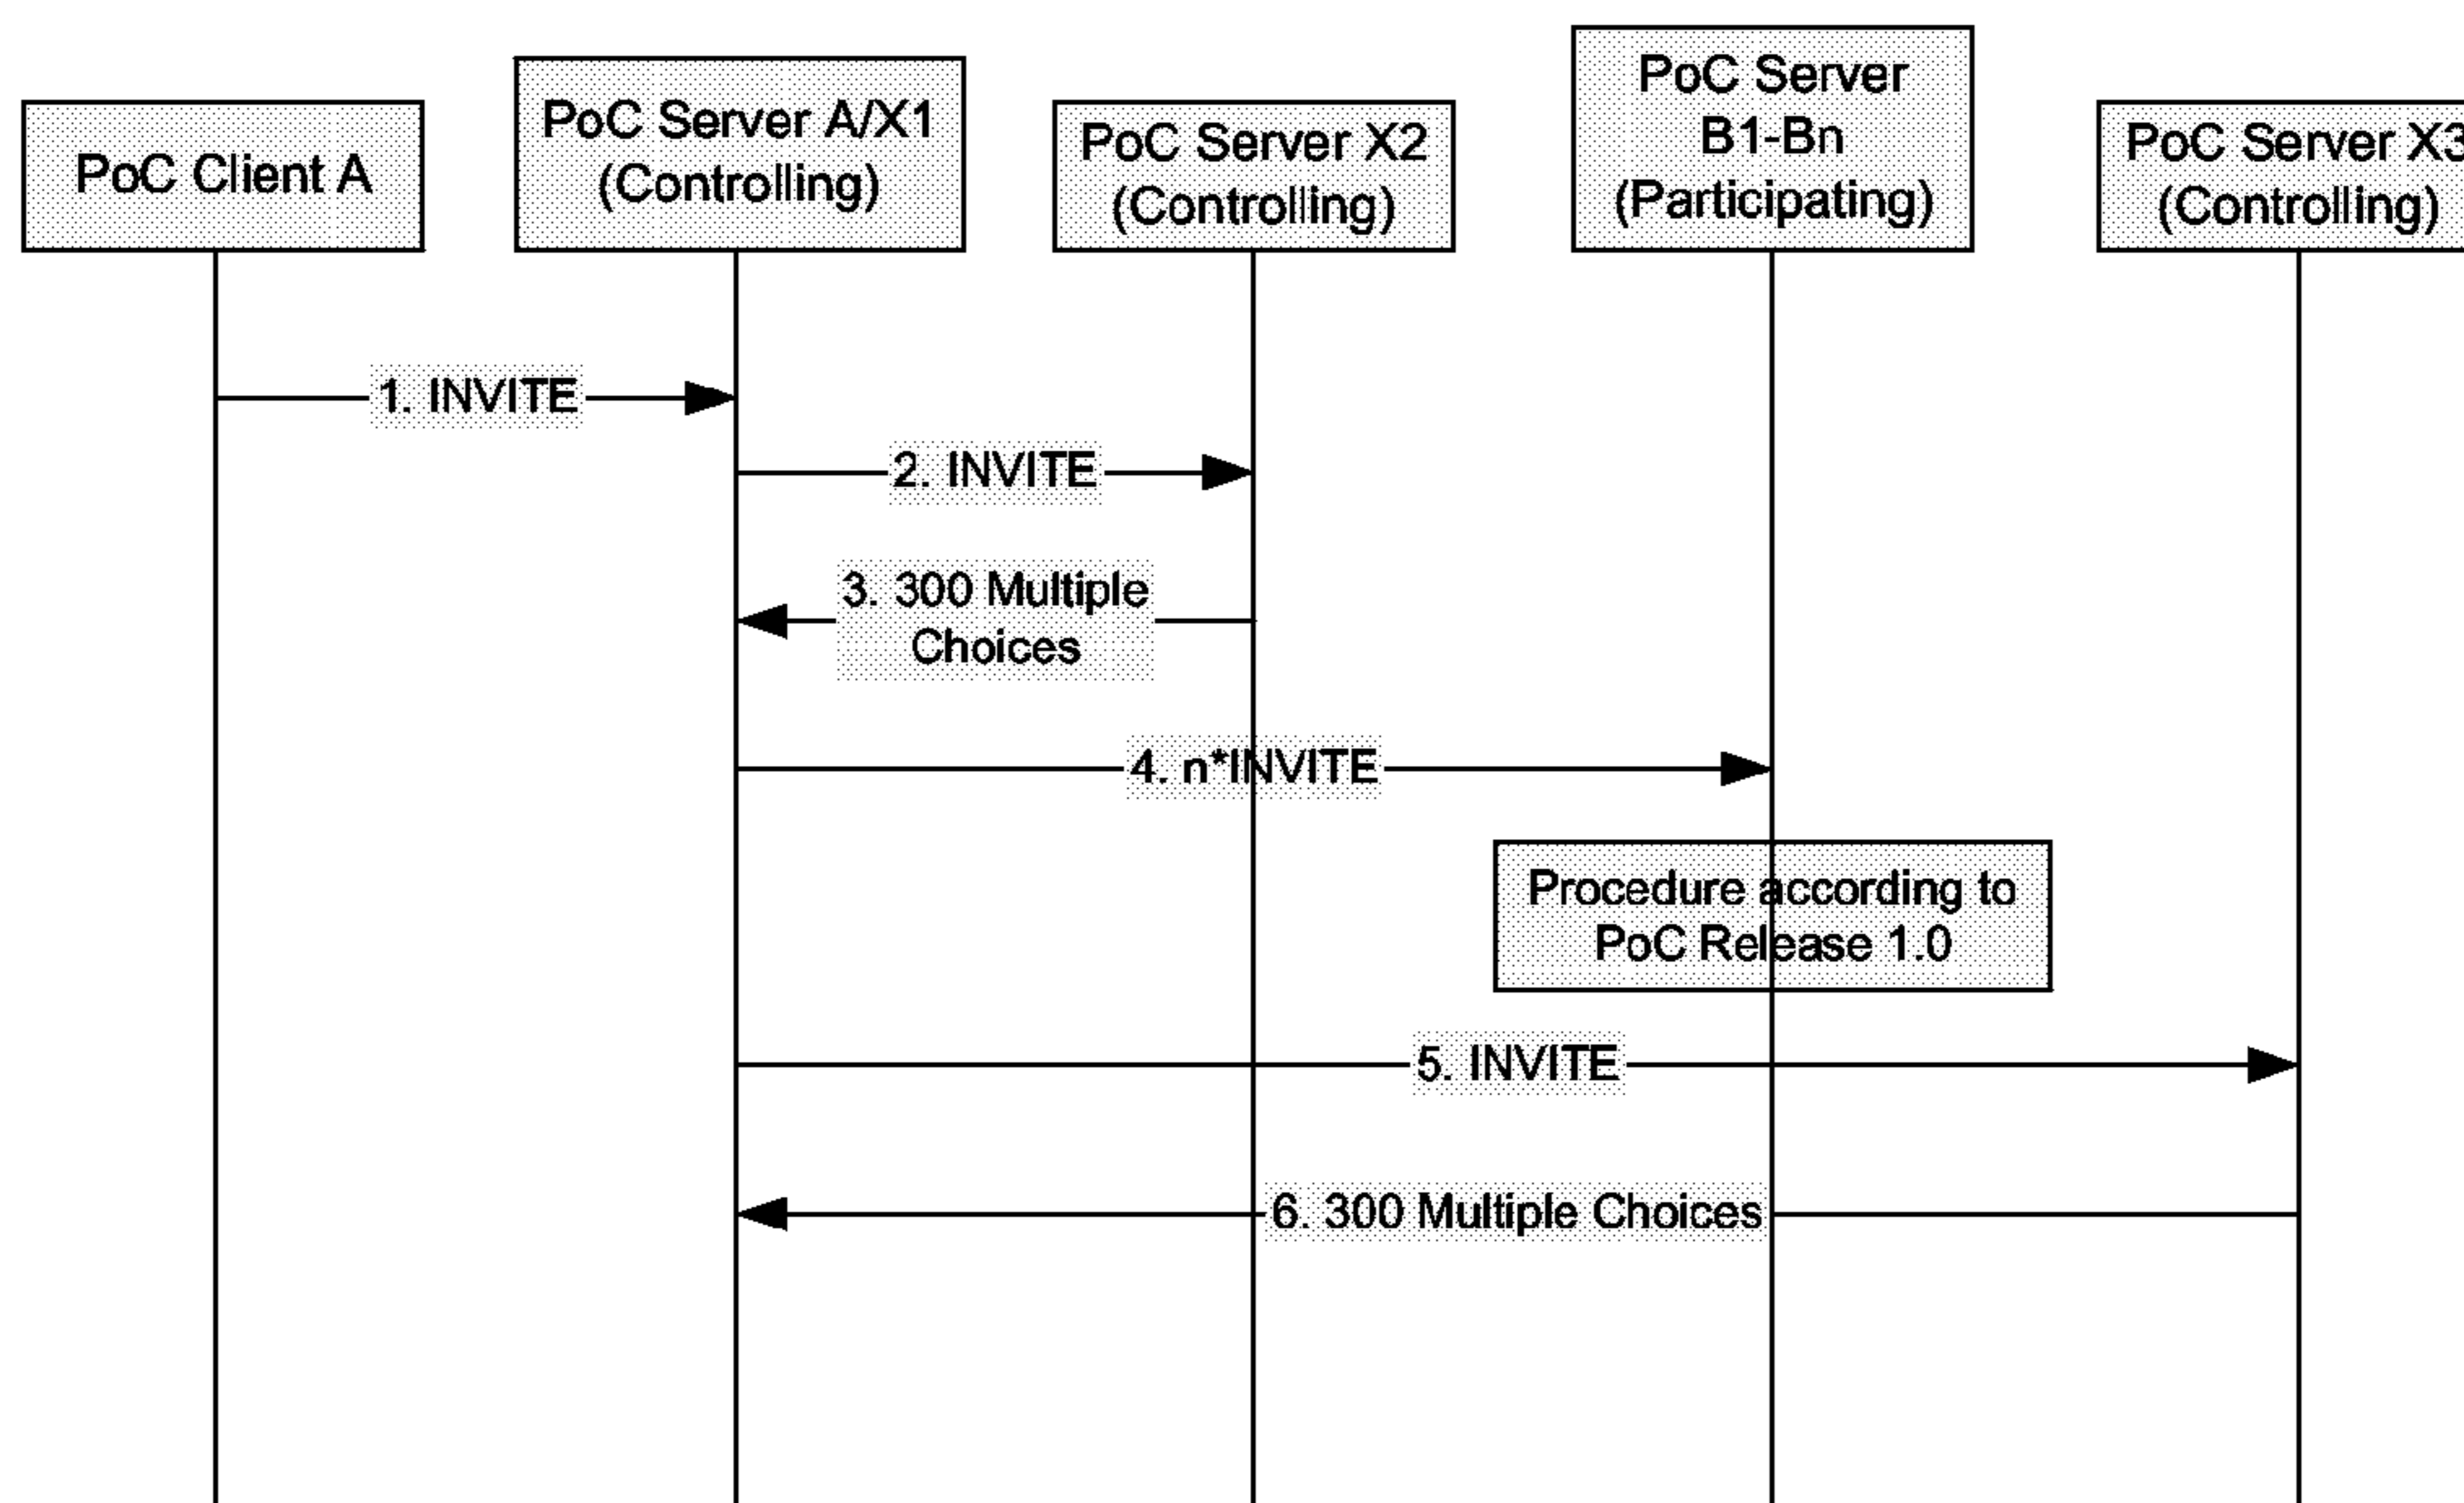 PoC Client A
PoC Server A/X1
(Controlling)
PoC Server X2
(Controlling)
PoC Server
B1-Bn
(Participating)
PoC Server X3
(Controlling)
1. INVITE
2. INVITE
3. 300 Multiple
Choices
4. n*INVITE
Procedure according to
PoC Release 1.0
5. INVITE
6. 300 Multiple Choices